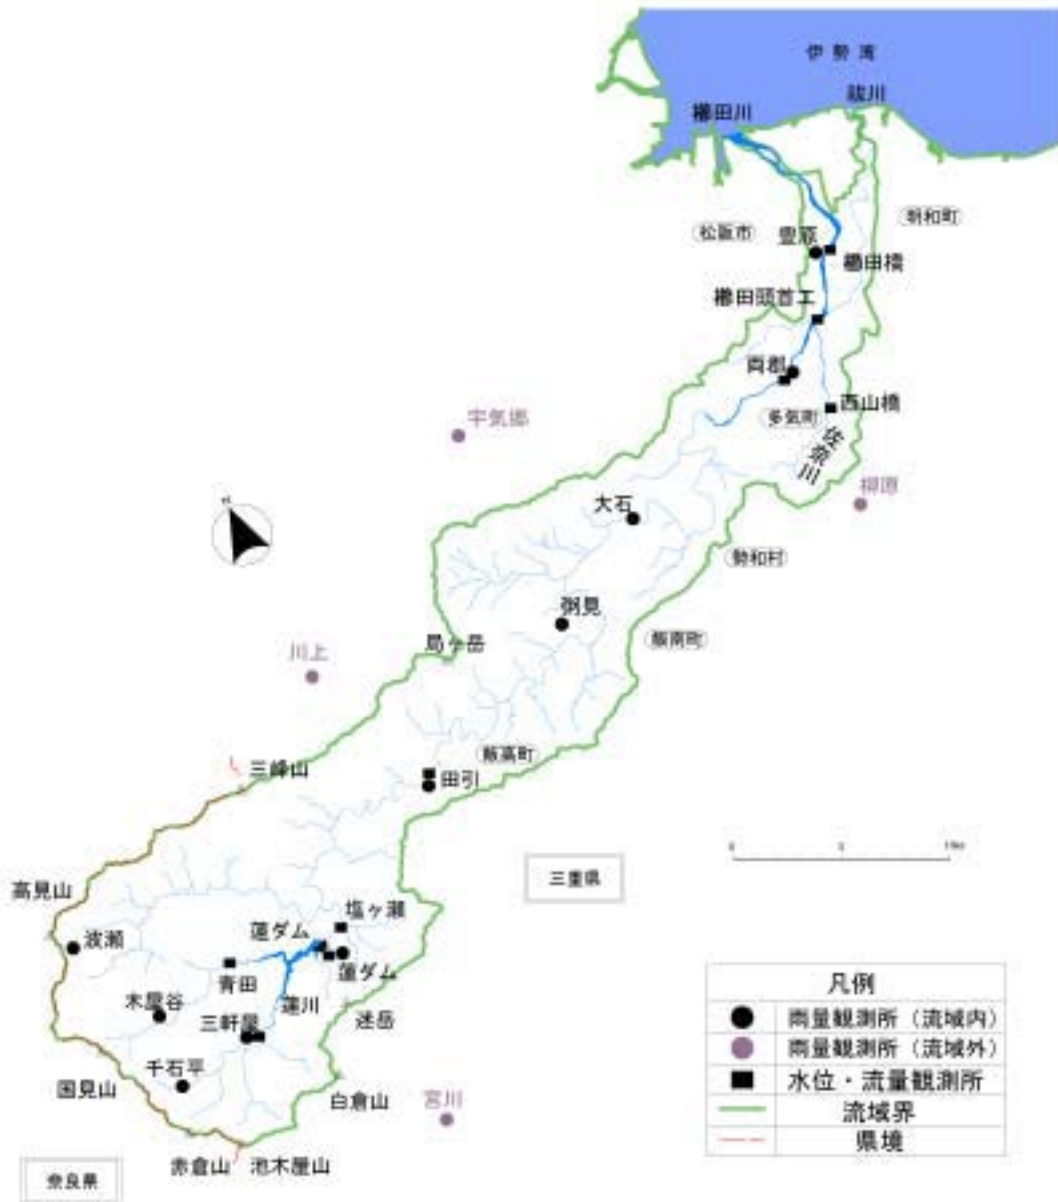 伊勢湾
祓川
櫛田川
明和町
松阪市
豊原
櫛田橋
櫛田頭首工
両郡
西山橋
多気町
佐奈川
宇気郷
柳原
大石
勢和村
粥見
飯南町
局ヶ岳
川上
飯高町
三峰山
田引
0 5 10km
三重県
高見山
塩ヶ瀬
波瀬
蓮ダム
蓮ダム
青田
蓮川
迷岳
木屋谷
三軒屋
千石平
国見山
白倉山
宮川
赤倉山
池木屋山
奈良県
凡例
雨量観測所（流域内）
雨量観測所（流域外）
水位・流量観測所
流域界
県境